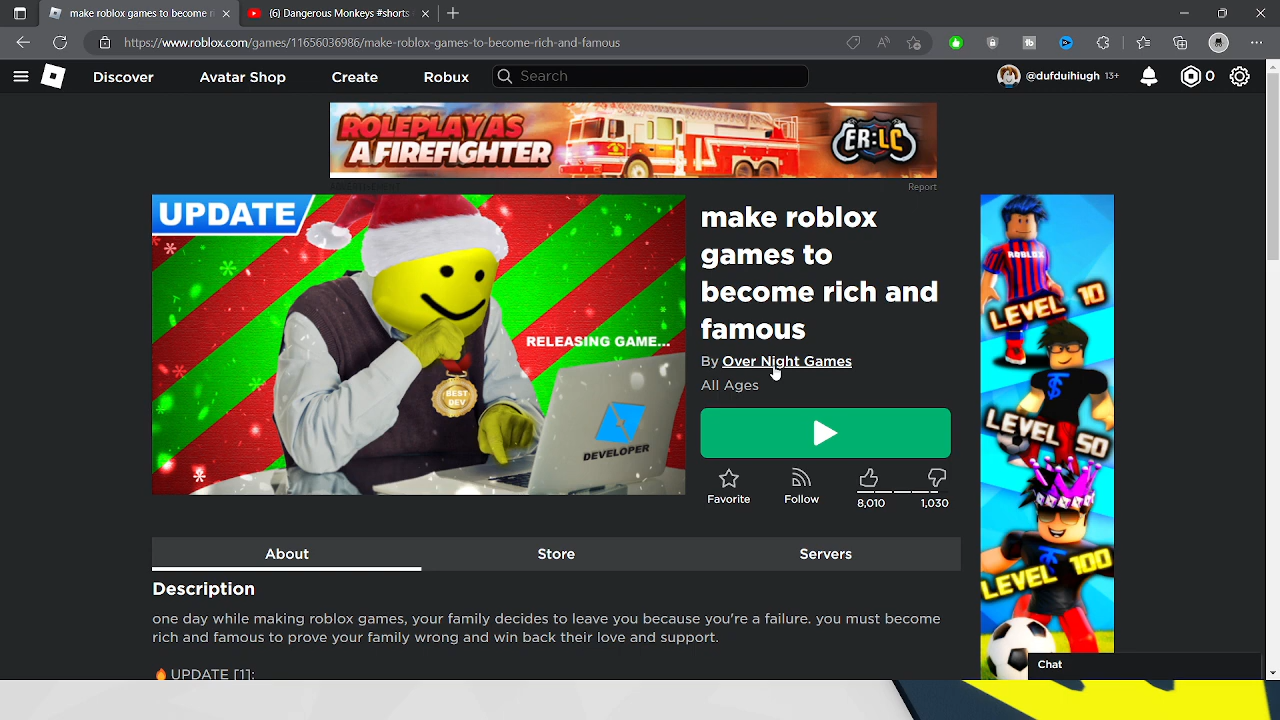 make roblox games to become ri
(6) Dangerous Monkeys #shorts
https://www.roblox.com/games/11656036986/make-roblox-games-to-become-rich-and-famous
Discover
Avatar Shop
Create
Robux
Search
@dufduihiugh 13+
0
ROLEPLAY AS
A FIREFIGHTER
ER:LC
ADVERTISEMENT
Report
UPDATE
RELEASING GAME...
BEST
DEV
DEVELOPER
make roblox
games to
become rich and
famous
By Over Night Games
All Ages
Favorite
Follow
8,010
1,030
ROBLOX
LEVEL 10
LEVEL 50
LEVEL 100
About
Store
Servers
Description
one day while making roblox games, your family decides to leave you because you're a failure. you must become
rich and famous to prove your family wrong and win back their love and support.
🔥 UPDATE [1]:
Chat